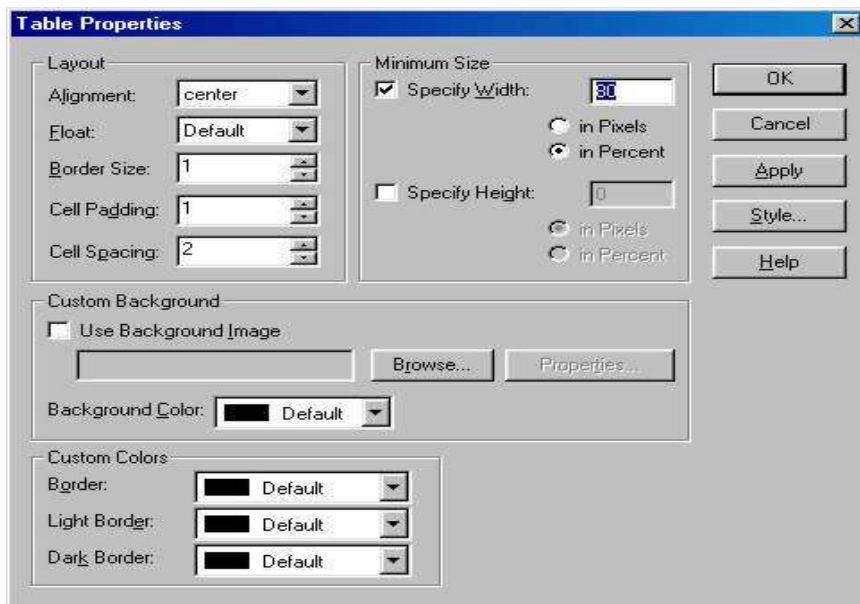 Table Properties
Layout
Alignment: center
Float: Default
Border Size: 1
Cell Padding: 1
Cell Spacing: 2
Minimum Size
Specify Width: 80
in Pixels
in Percent
Specify Height: 0
in Pixels
in Percent
OK
Cancel
Apply
Style...
Help
Custom Background
Use Background Image
Browse...
Properties...
Background Color: Default
Custom Colors
Border: Default
Light Border: Default
Dark Border: Default